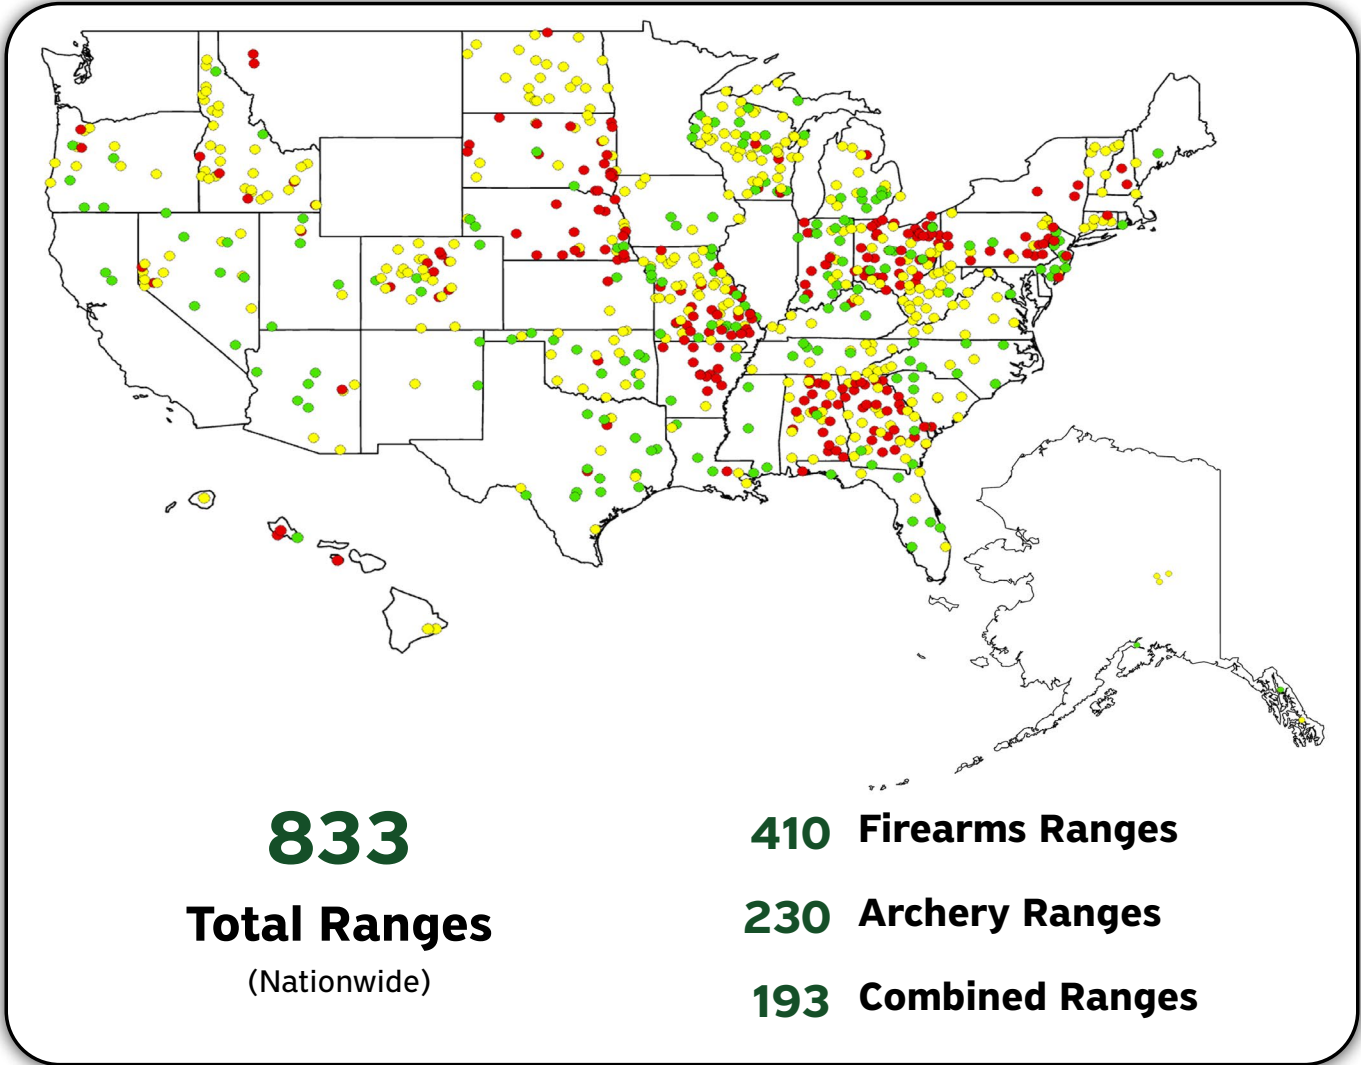 833
Total Ranges
(Nationwide)
410 Firearms Ranges
230 Archery Ranges
193 Combined Ranges